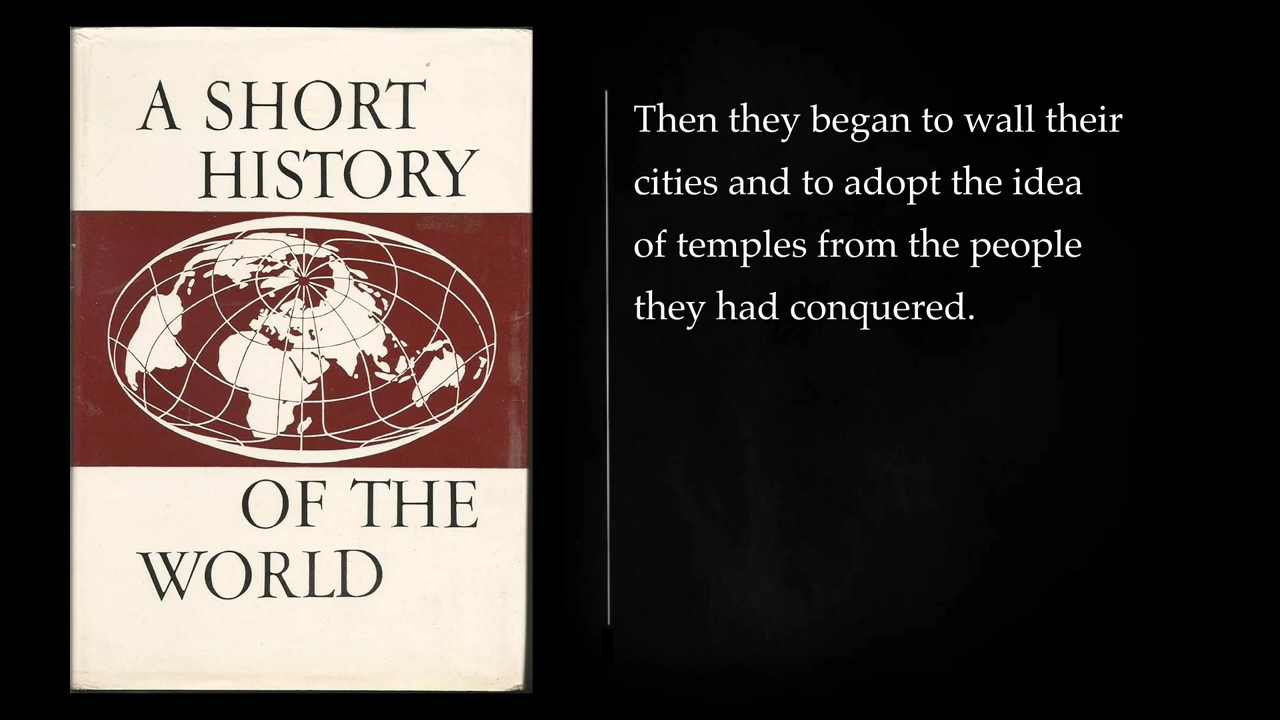 A SHORT
HISTORY
OF THE
WORLD
Then they began to wall their
cities and to adopt the idea
of temples from the people
they had conquered.